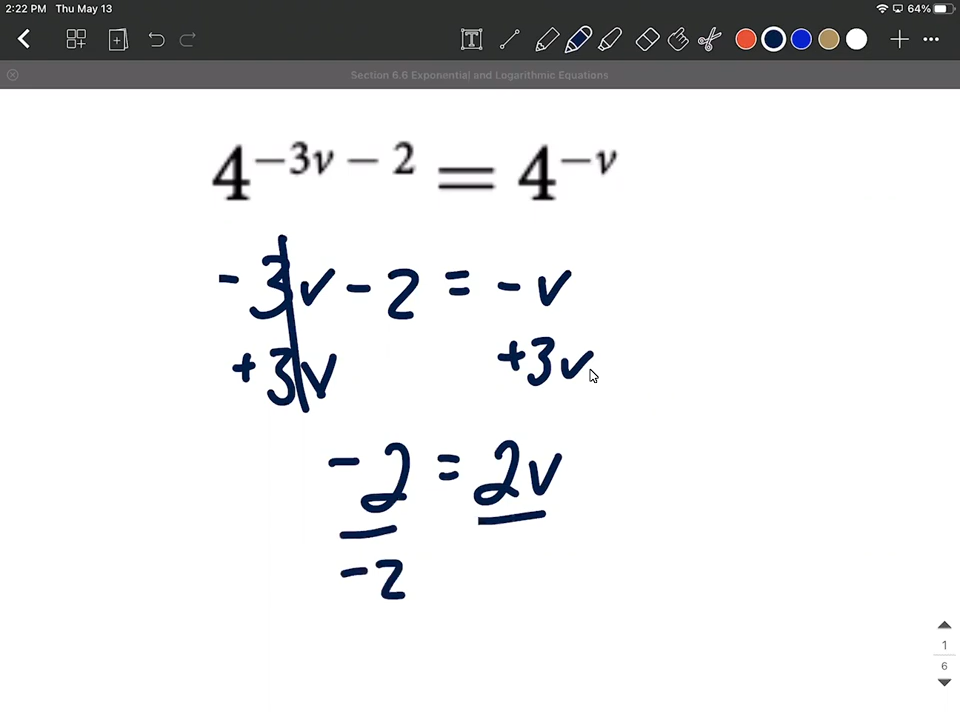 2:22 PM Thu May 13 64%
Section 6.6 Exponential and Logarithmic Equations
4^{-3v - 2} = 4^{-v}
-3v - 2 = -v
+3v +3v
-2 = 2v
-2
1
6